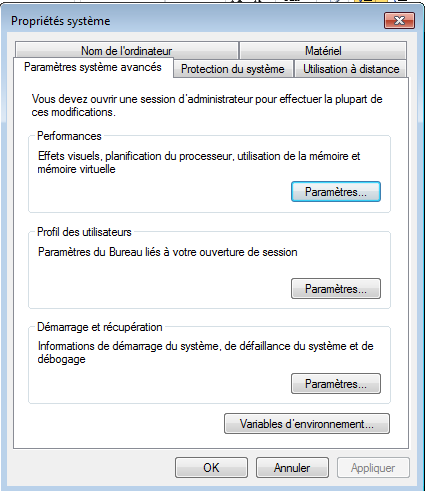 Propriétés système
Nom de l'ordinateur
Matériel
Paramètres système avancés
Protection du système
Utilisation à distance
Vous devez ouvrir une session d'administrateur pour effectuer la plupart de
ces modifications.
Performances
Effets visuels, planification du processeur, utilisation de la mémoire et
mémoire virtuelle
Paramètres...
Profil des utilisateurs
Paramètres du Bureau liés à votre ouverture de session
Paramètres...
Démarrage et récupération
Informations de démarrage du système, de défaillance du système et de
débogage
Paramètres...
Variables d'environnement...
OK
Annuler
Appliquer